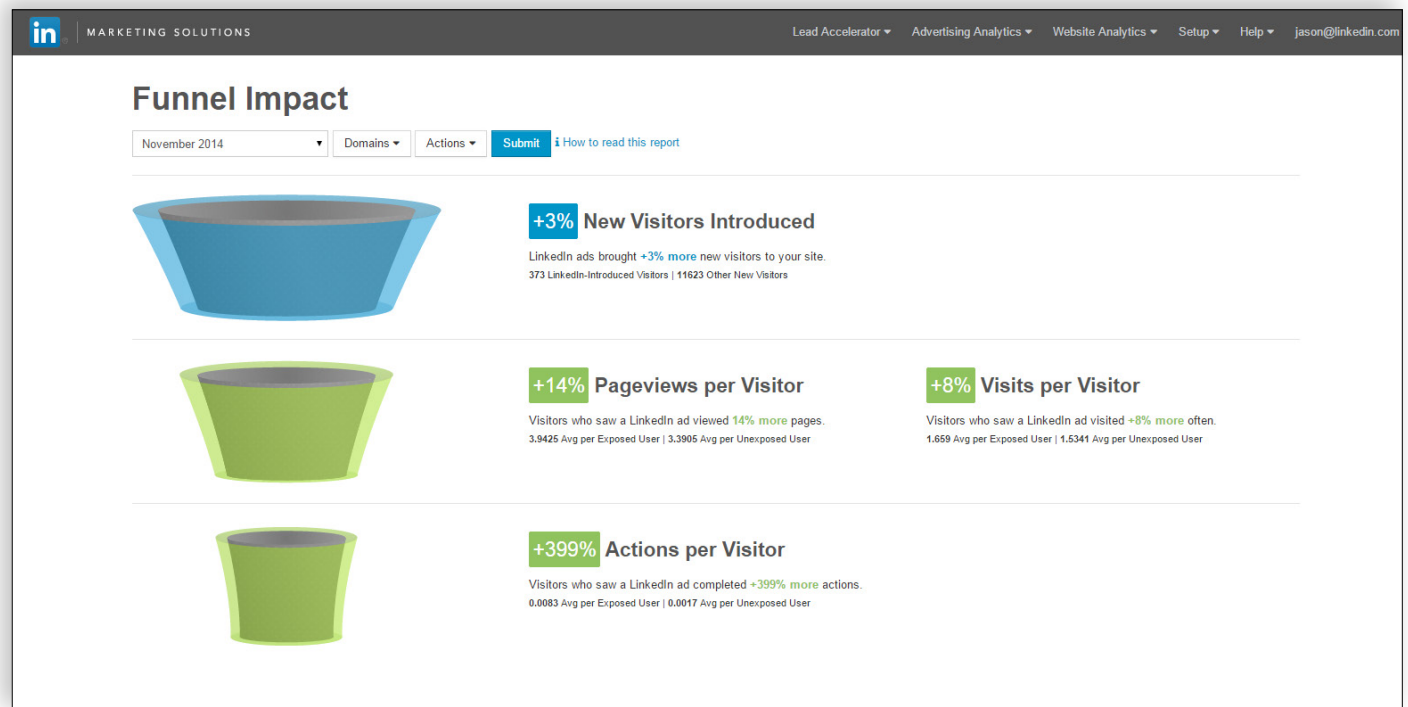 in MARKETING SOLUTIONS Lead Accelerator Advertising Analytics Website Analytics Setup Help jason@linkedin.com
Funnel Impact
November 2014 Domains Actions Submit i How to read this report
+3% New Visitors Introduced
LinkedIn ads brought +3% more new visitors to your site.
373 LinkedIn-Introduced Visitors | 11623 Other New Visitors
+14% Pageviews per Visitor
Visitors who saw a LinkedIn ad viewed 14% more pages.
3.9425 Avg per Exposed User | 3.3905 Avg per Unexposed User
+8% Visits per Visitor
Visitors who saw a LinkedIn ad visited +8% more often.
1.659 Avg per Exposed User | 1.5341 Avg per Unexposed User
+399% Actions per Visitor
Visitors who saw a LinkedIn ad completed +399% more actions.
0.0083 Avg per Exposed User | 0.0017 Avg per Unexposed User